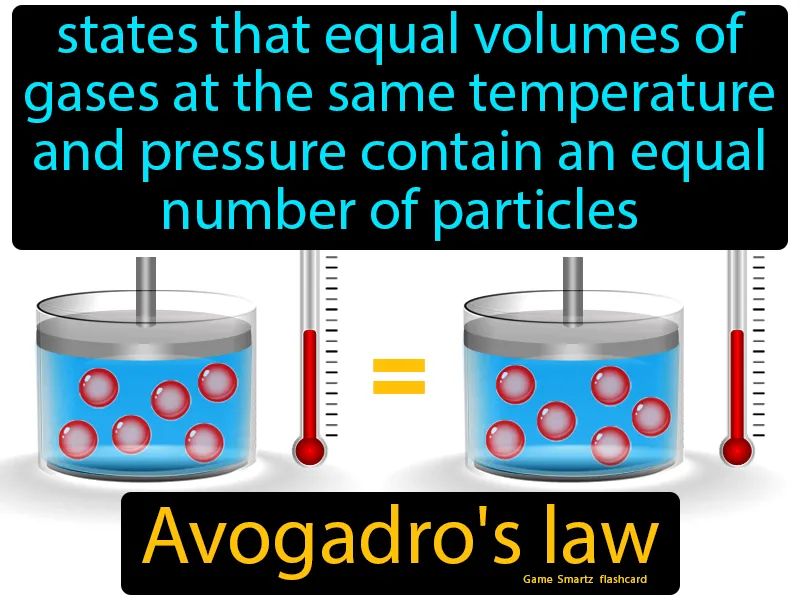 states that equal volumes of
gases at the same temperature
and pressure contain an equal
number of particles
=
Avogadro's law
Game Smartz flashcard